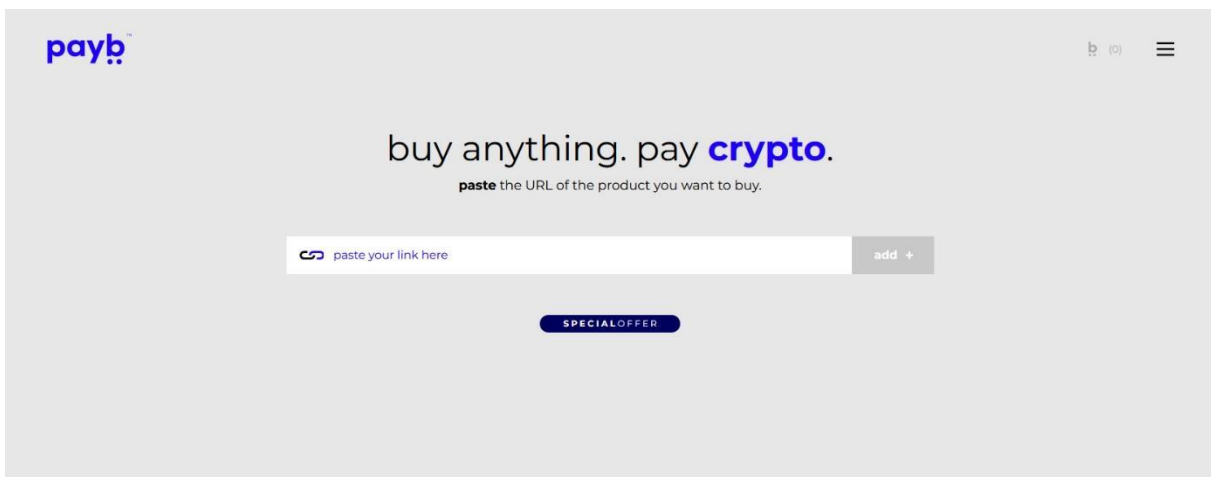 payb™
b (0)
buy anything. pay crypto.
paste the URL of the product you want to buy.
paste your link here
add +
SPECIALOFFER